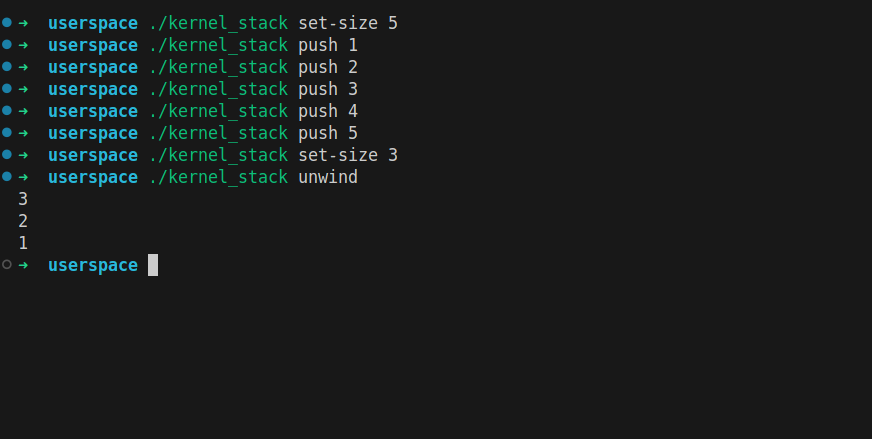 ➜ userspace ./kernel_stack set-size 5
➜ userspace ./kernel_stack push 1
➜ userspace ./kernel_stack push 2
➜ userspace ./kernel_stack push 3
➜ userspace ./kernel_stack push 4
➜ userspace ./kernel_stack push 5
➜ userspace ./kernel_stack set-size 3
➜ userspace ./kernel_stack unwind
3
2
1
➜ userspace